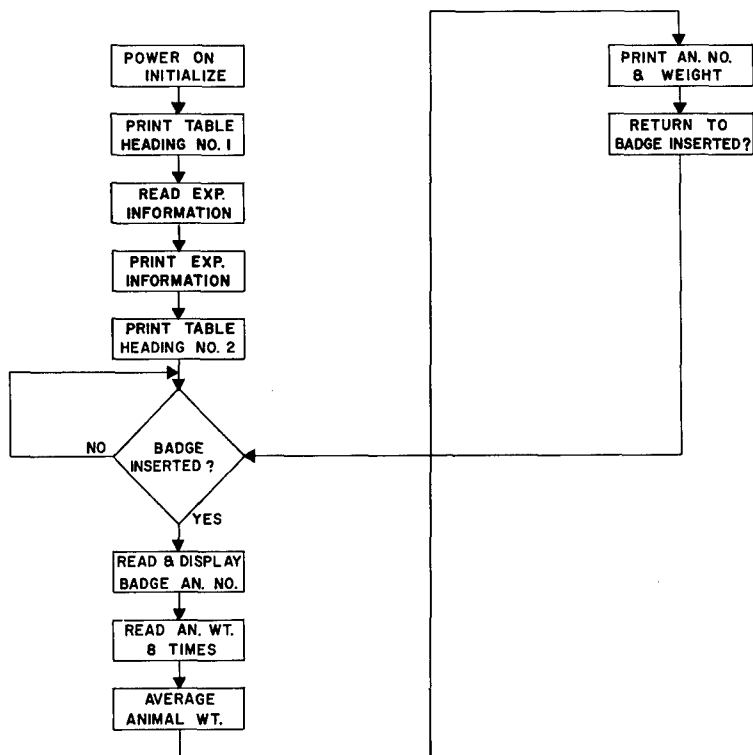 POWER ON
INITIALIZE
PRINT TABLE
HEADING NO. 1
READ EXP.
INFORMATION
PRINT EXP.
INFORMATION
PRINT TABLE
HEADING NO. 2
NO
BADGE
INSERTED?
YES
READ & DISPLAY
BADGE AN. NO.
READ AN. WT.
8 TIMES
AVERAGE
ANIMAL WT.
PRINT AN. NO.
& WEIGHT
RETURN TO
BADGE INSERTED?